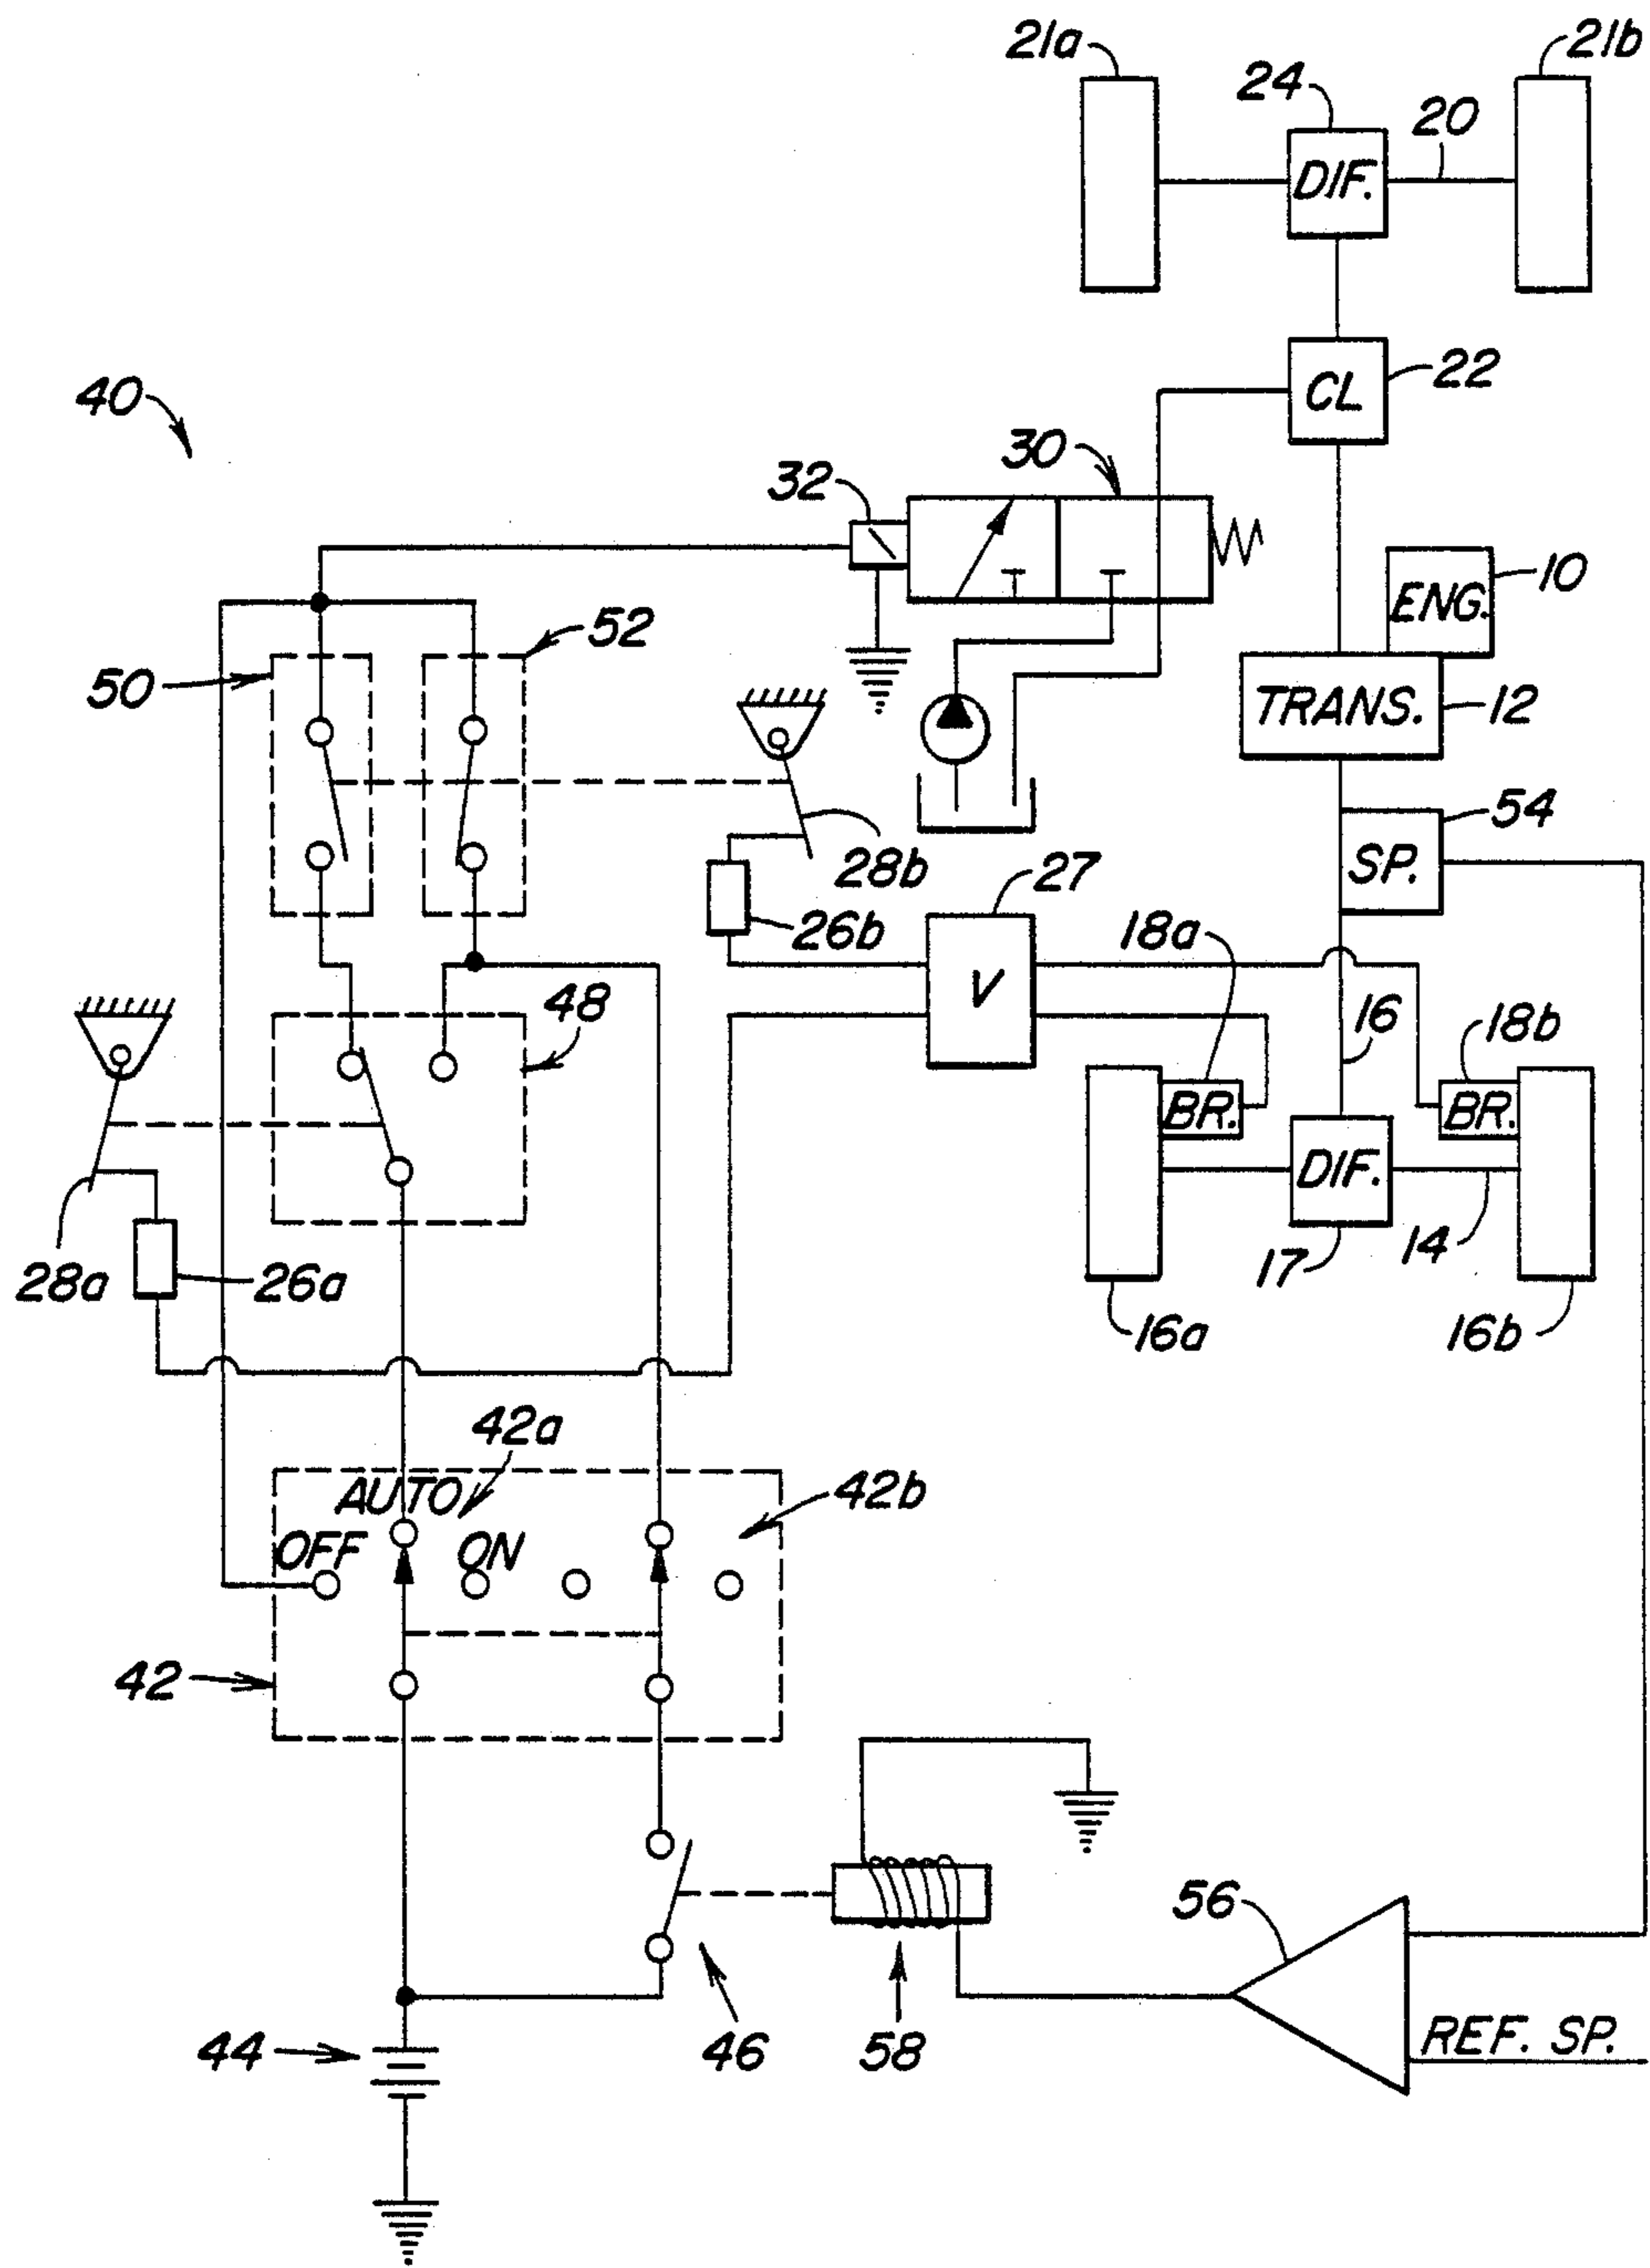 21a
21b
24
20
DIF.
22
CL
40
30
32
10
ENG.
52
50
12
TRANS.
54
SP.
28b
27
26b
18a
V
48
16
18b
BR.
BR.
DIF.
28a
26a
17
14
16a
16b
42a
AUTO
42b
OFF
ON
42
56
44
46
58
REF. SP.